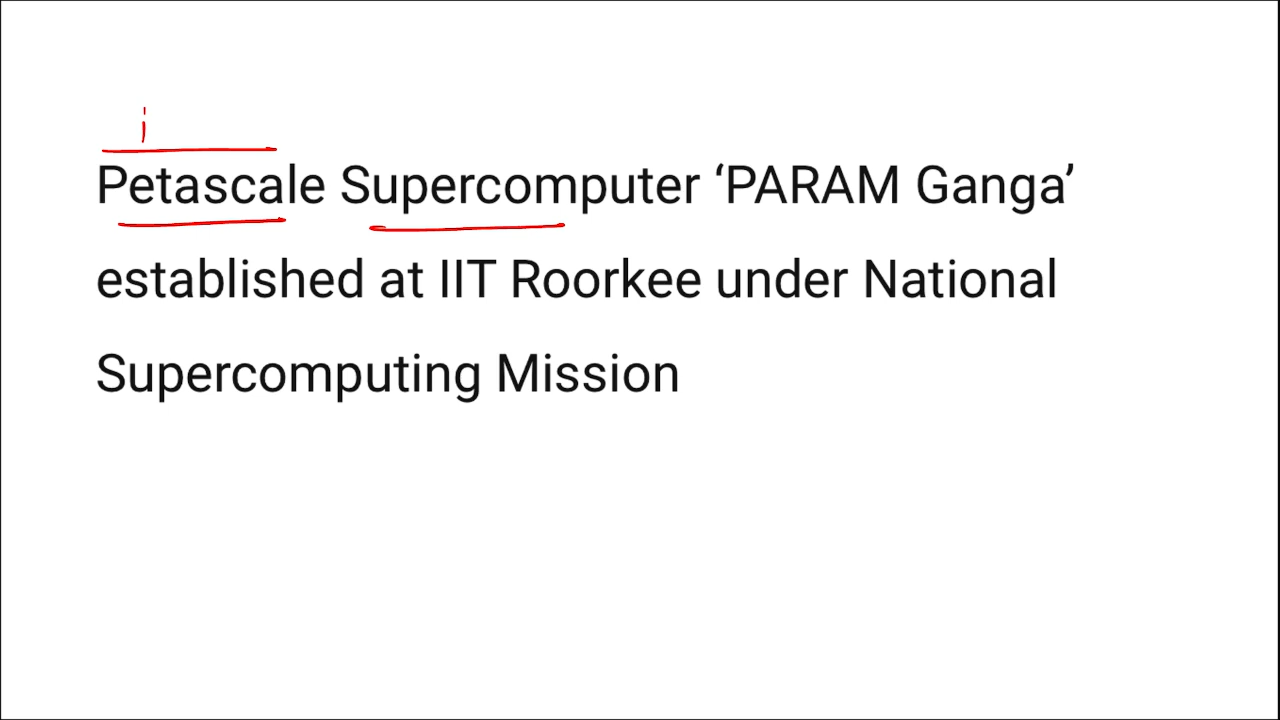 i
Petascale Supercomputer ‘PARAM Ganga’
established at IIT Roorkee under National
Supercomputing Mission